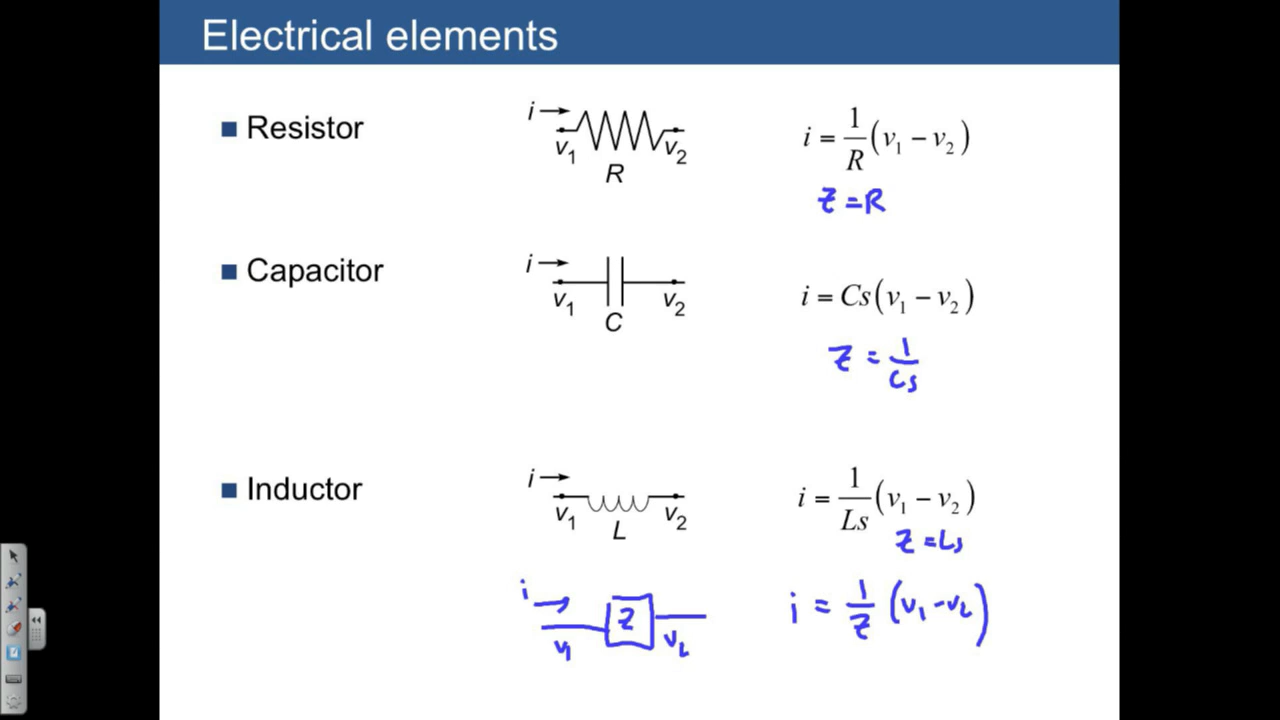 Electrical elements
Resistor
i
v₁ v₂
R
i = 1/R (v₁ − v₂)
Z = R
Capacitor
i
v₁ v₂
C
i = Cs(v₁ − v₂)
Z = 1/Cs
Inductor
i
v₁ v₂
L
i = 1/Ls (v₁ − v₂)
Z = Ls
i
v₁ Z v₂
i = 1/Z (v₁ − v₂)